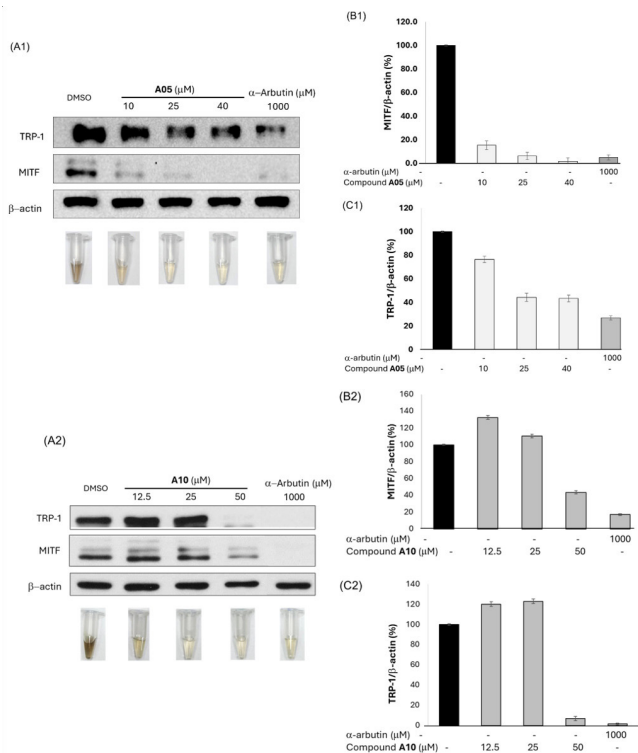 (A1)
DMSO
A05 (μM)
α–Arbutin (μM)
10 25 40 1000
TRP-1
MITF
β–actin
(B1)
MITF/β-actin (%)
120.0
100.0
80.0
60.0
40.0
20.0
0.0
α-arbutin (μM) - - - - 1000
Compound A05 (μM) - 10 25 40 -
(C1)
TRP-1/β-actin (%)
120
100
80
60
40
20
0
α-arbutin (μM) - - - - 1000
Compound A05 (μM) - 10 25 40 -
(A2)
DMSO
A10 (μM)
α–Arbutin (μM)
12.5 25 50 1000
TRP-1
MITF
β–actin
(B2)
MITF/β-actin (%)
160
140
120
100
80
60
40
20
0
α-arbutin (μM) - - - - 1000
Compound A10 (μM) - 12.5 25 50 -
(C2)
TRP-1/β-actin (%)
140
120
100
80
60
40
20
0
α-arbutin (μM) - - - - 1000
Compound A10 (μM) - 12.5 25 50 -